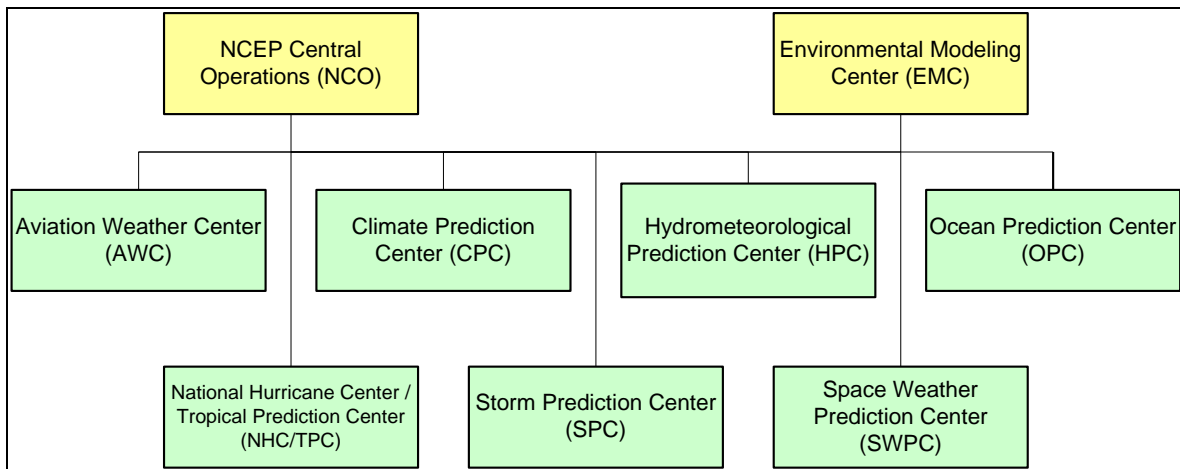 NCEP Central
Operations (NCO)
Environmental Modeling
Center (EMC)
Aviation Weather Center
(AWC)
Climate Prediction
Center (CPC)
Hydrometeorological
Prediction Center (HPC)
Ocean Prediction Center
(OPC)
National Hurricane Center /
Tropical Prediction Center
(NHC/TPC)
Storm Prediction Center
(SPC)
Space Weather
Prediction Center
(SWPC)